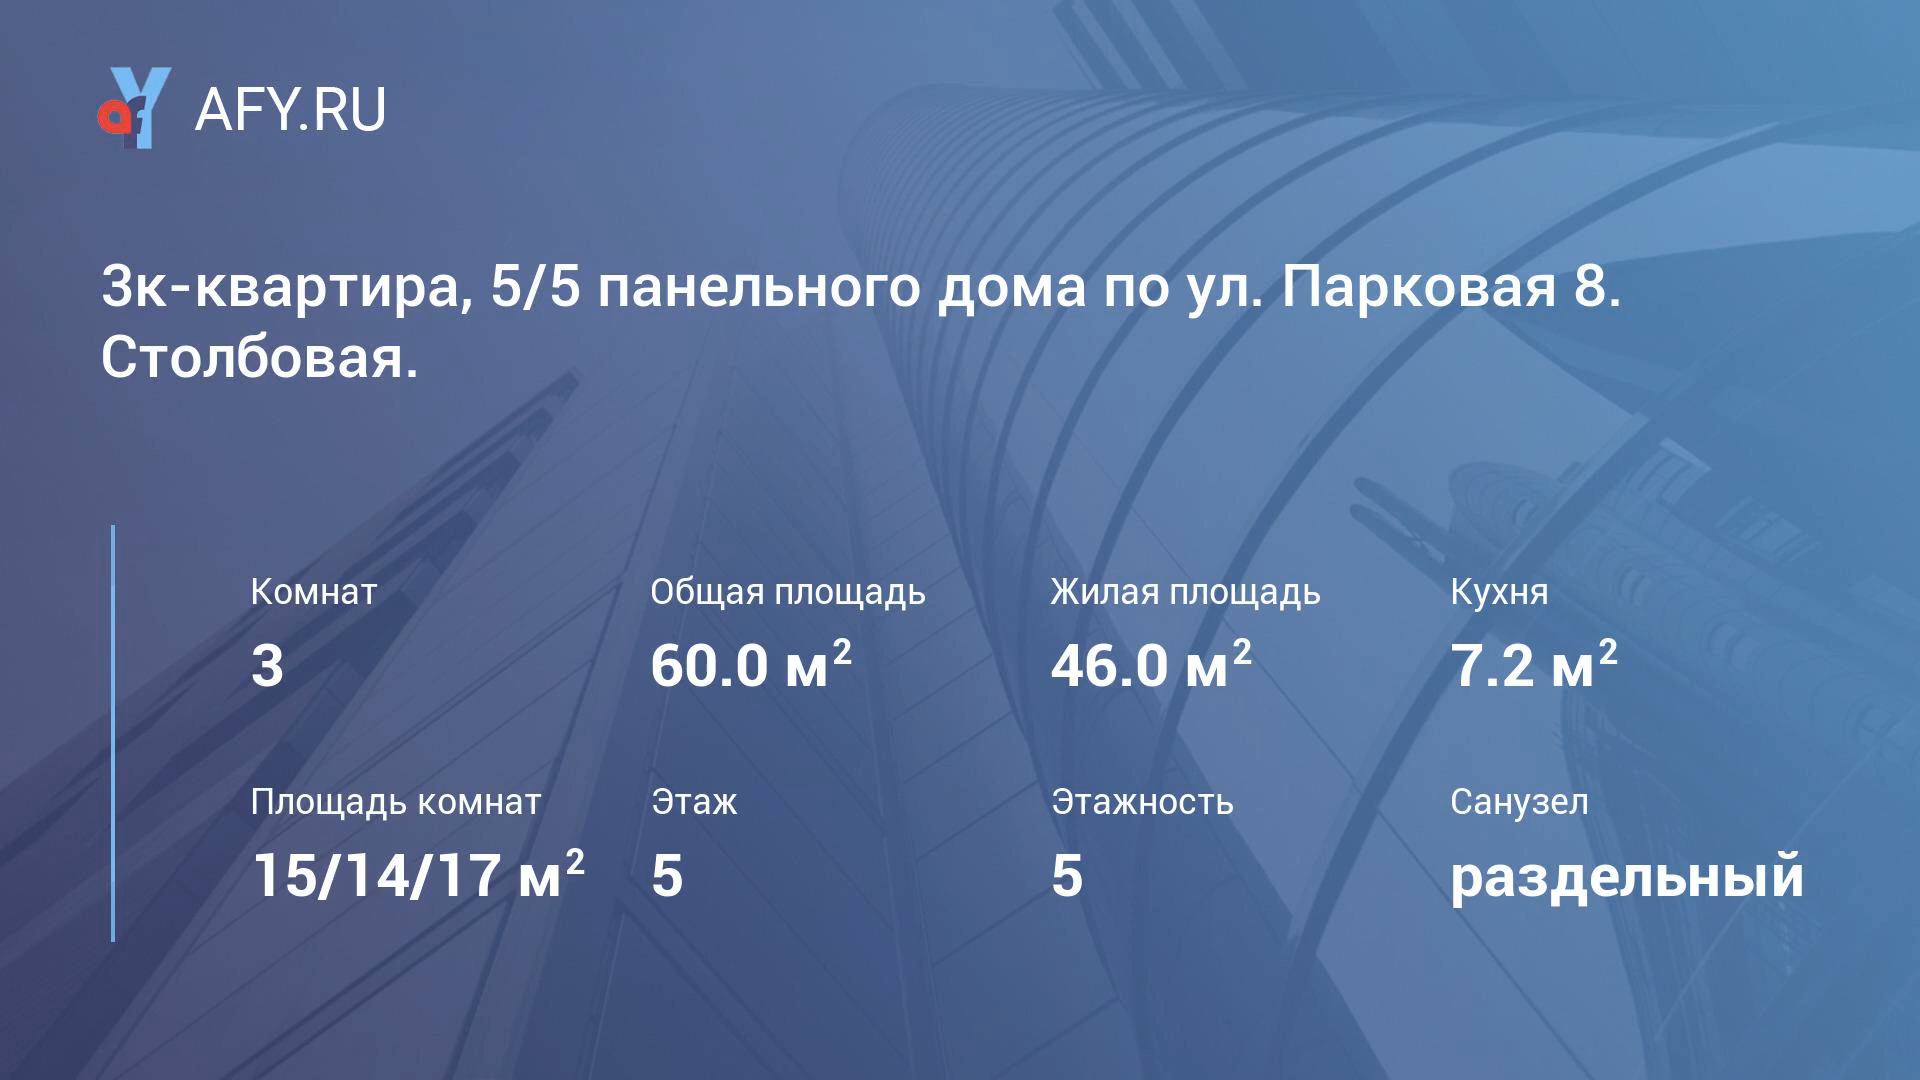 afY AFY.RU
3к-квартира, 5/5 панельного дома по ул. Парковая 8.
Столбовая.
Комнат Общая площадь Жилая площадь Кухня
3 60.0 м² 46.0 м² 7.2 м²
Площадь комнат Этаж Этажность Санузел
15/14/17 м² 5 5 раздельный